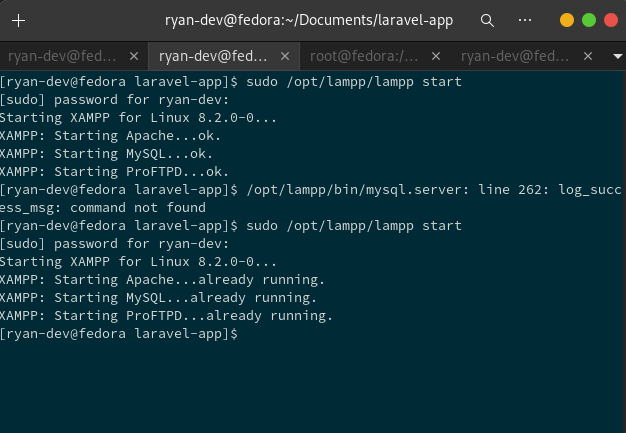 ryan-dev@fedora:~/Documents/laravel-app
ryan-dev@fed... ryan-dev@fed... root@fedora:/... ryan-dev@fed...
[ryan-dev@fedora laravel-app]$ sudo /opt/lampp/lampp start
[sudo] password for ryan-dev:
Starting XAMPP for Linux 8.2.0-0...
XAMPP: Starting Apache...ok.
XAMPP: Starting MySQL...ok.
XAMPP: Starting ProFTPD...ok.
[ryan-dev@fedora laravel-app]$ /opt/lampp/bin/mysql.server: line 262: log_succ
ess_msg: command not found
[ryan-dev@fedora laravel-app]$ sudo /opt/lampp/lampp start
[sudo] password for ryan-dev:
Starting XAMPP for Linux 8.2.0-0...
XAMPP: Starting Apache...already running.
XAMPP: Starting MySQL...already running.
XAMPP: Starting ProFTPD...already running.
[ryan-dev@fedora laravel-app]$